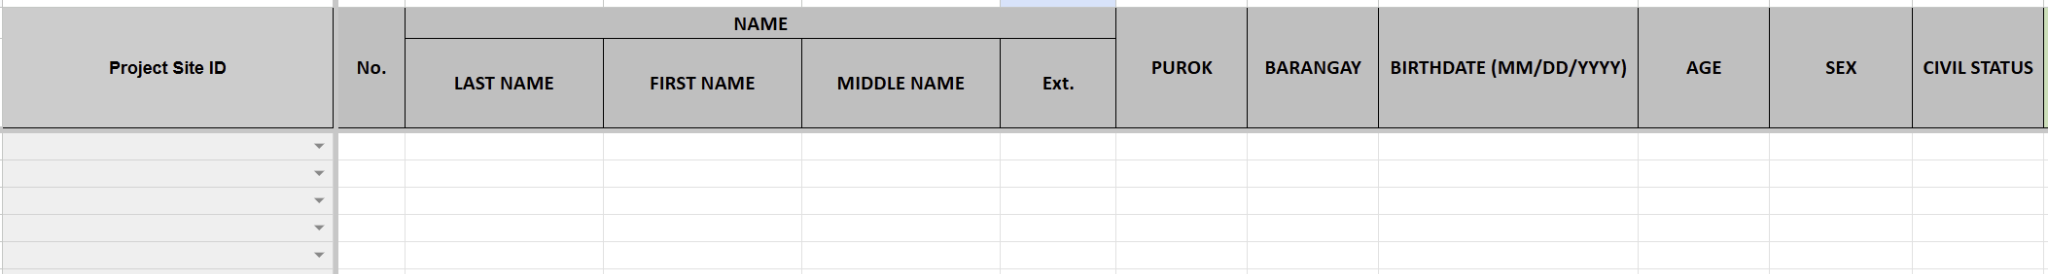 NAME
Project Site ID
No.
LAST NAME
FIRST NAME
MIDDLE NAME
Ext.
PUROK
BARANGAY
BIRTHDATE (MM/DD/YYYY)
AGE
SEX
CIVIL STATUS